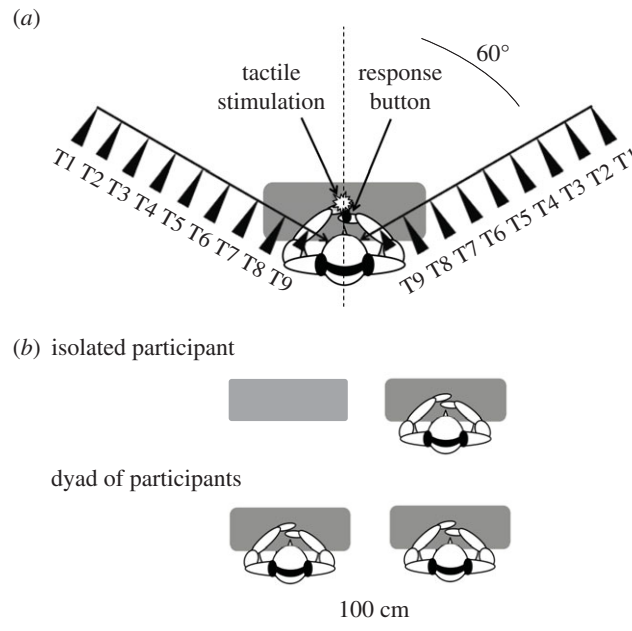 (a)
60°
tactile response
stimulation button
T1 T2 T3 T4 T5 T6 T7 T8 T9
T9 T8 T7 T6 T5 T4 T3 T2 T1
(b) isolated participant
dyad of participants
100 cm